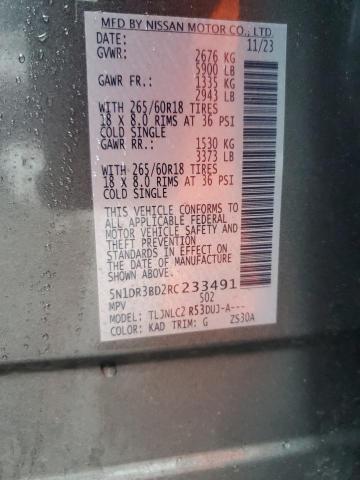 MFD BY NISSAN MOTOR CO., LTD.
DATE: 11/23
GVWR: 2676 KG
5900 LB
GAWR FR.: 1335 KG
2943 LB
WITH 265/60R18 TIRES
18 x 8.0 RIMS AT 36 PSI
COLD SINGLE
GAWR RR.: 1530 KG
3373 LB
WITH 265/60R18 TIRES
18 x 8.0 RIMS AT 36 PSI
COLD SINGLE
THIS VEHICLE CONFORMS TO
ALL APPLICABLE FEDERAL
MOTOR VEHICLE SAFETY AND
THEFT PREVENTION
STANDARDS IN EFFECT ON
THE DATE OF MANUFACTURE
SHOWN ABOVE.
5N1DR3BD2RC233491
MPV S02
MODEL: TLJNLC2 R53DUJ-A---
COLOR: KAD TRIM: G ZS30A